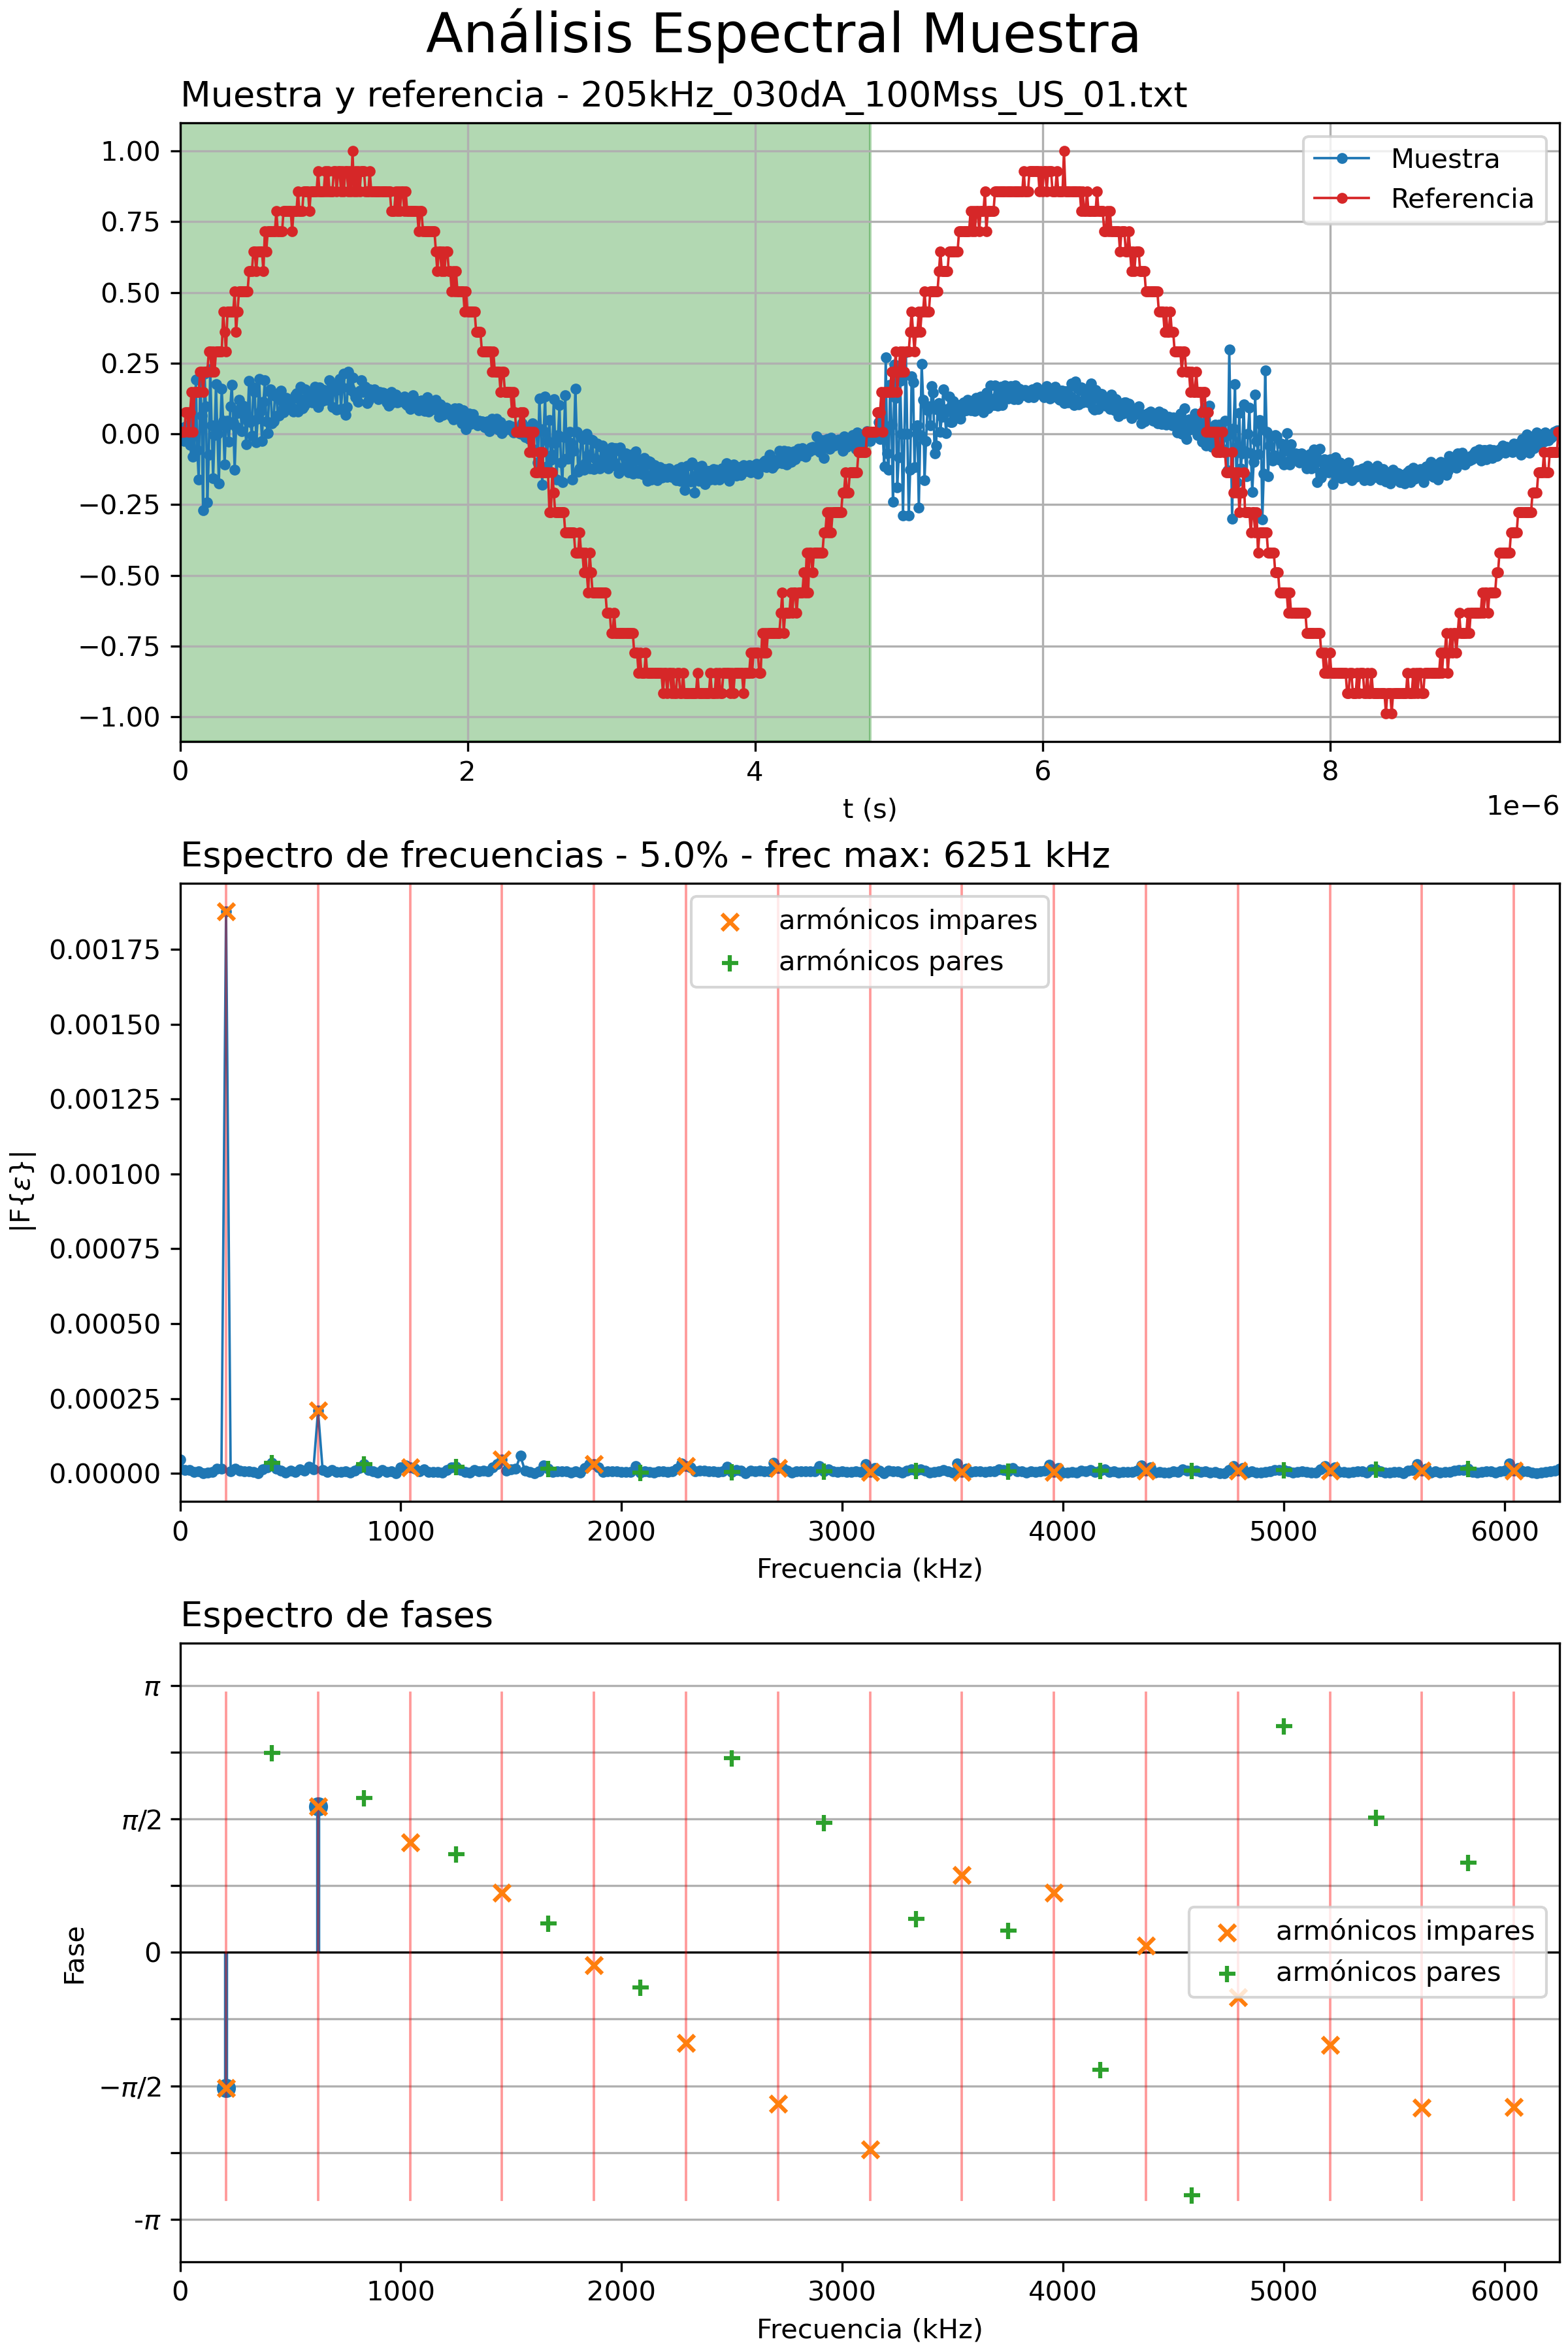 Análisis Espectral Muestra
Muestra y referencia - 205kHz_030dA_100Mss_US_01.txt
Muestra
Referencia
1.00
0.75
0.50
0.25
0.00
−0.25
−0.50
−0.75
−1.00
0 2 4 6 8
1e−6
t (s)
Espectro de frecuencias - 5.0% - frec max: 6251 kHz
armónicos impares
armónicos pares
0.00175
0.00150
0.00125
0.00100
0.00075
0.00050
0.00025
0.00000
|F{ε}|
0 1000 2000 3000 4000 5000 6000
Frecuencia (kHz)
Espectro de fases
π
π/2
0
−π/2
-π
Fase
armónicos impares
armónicos pares
0 1000 2000 3000 4000 5000 6000
Frecuencia (kHz)